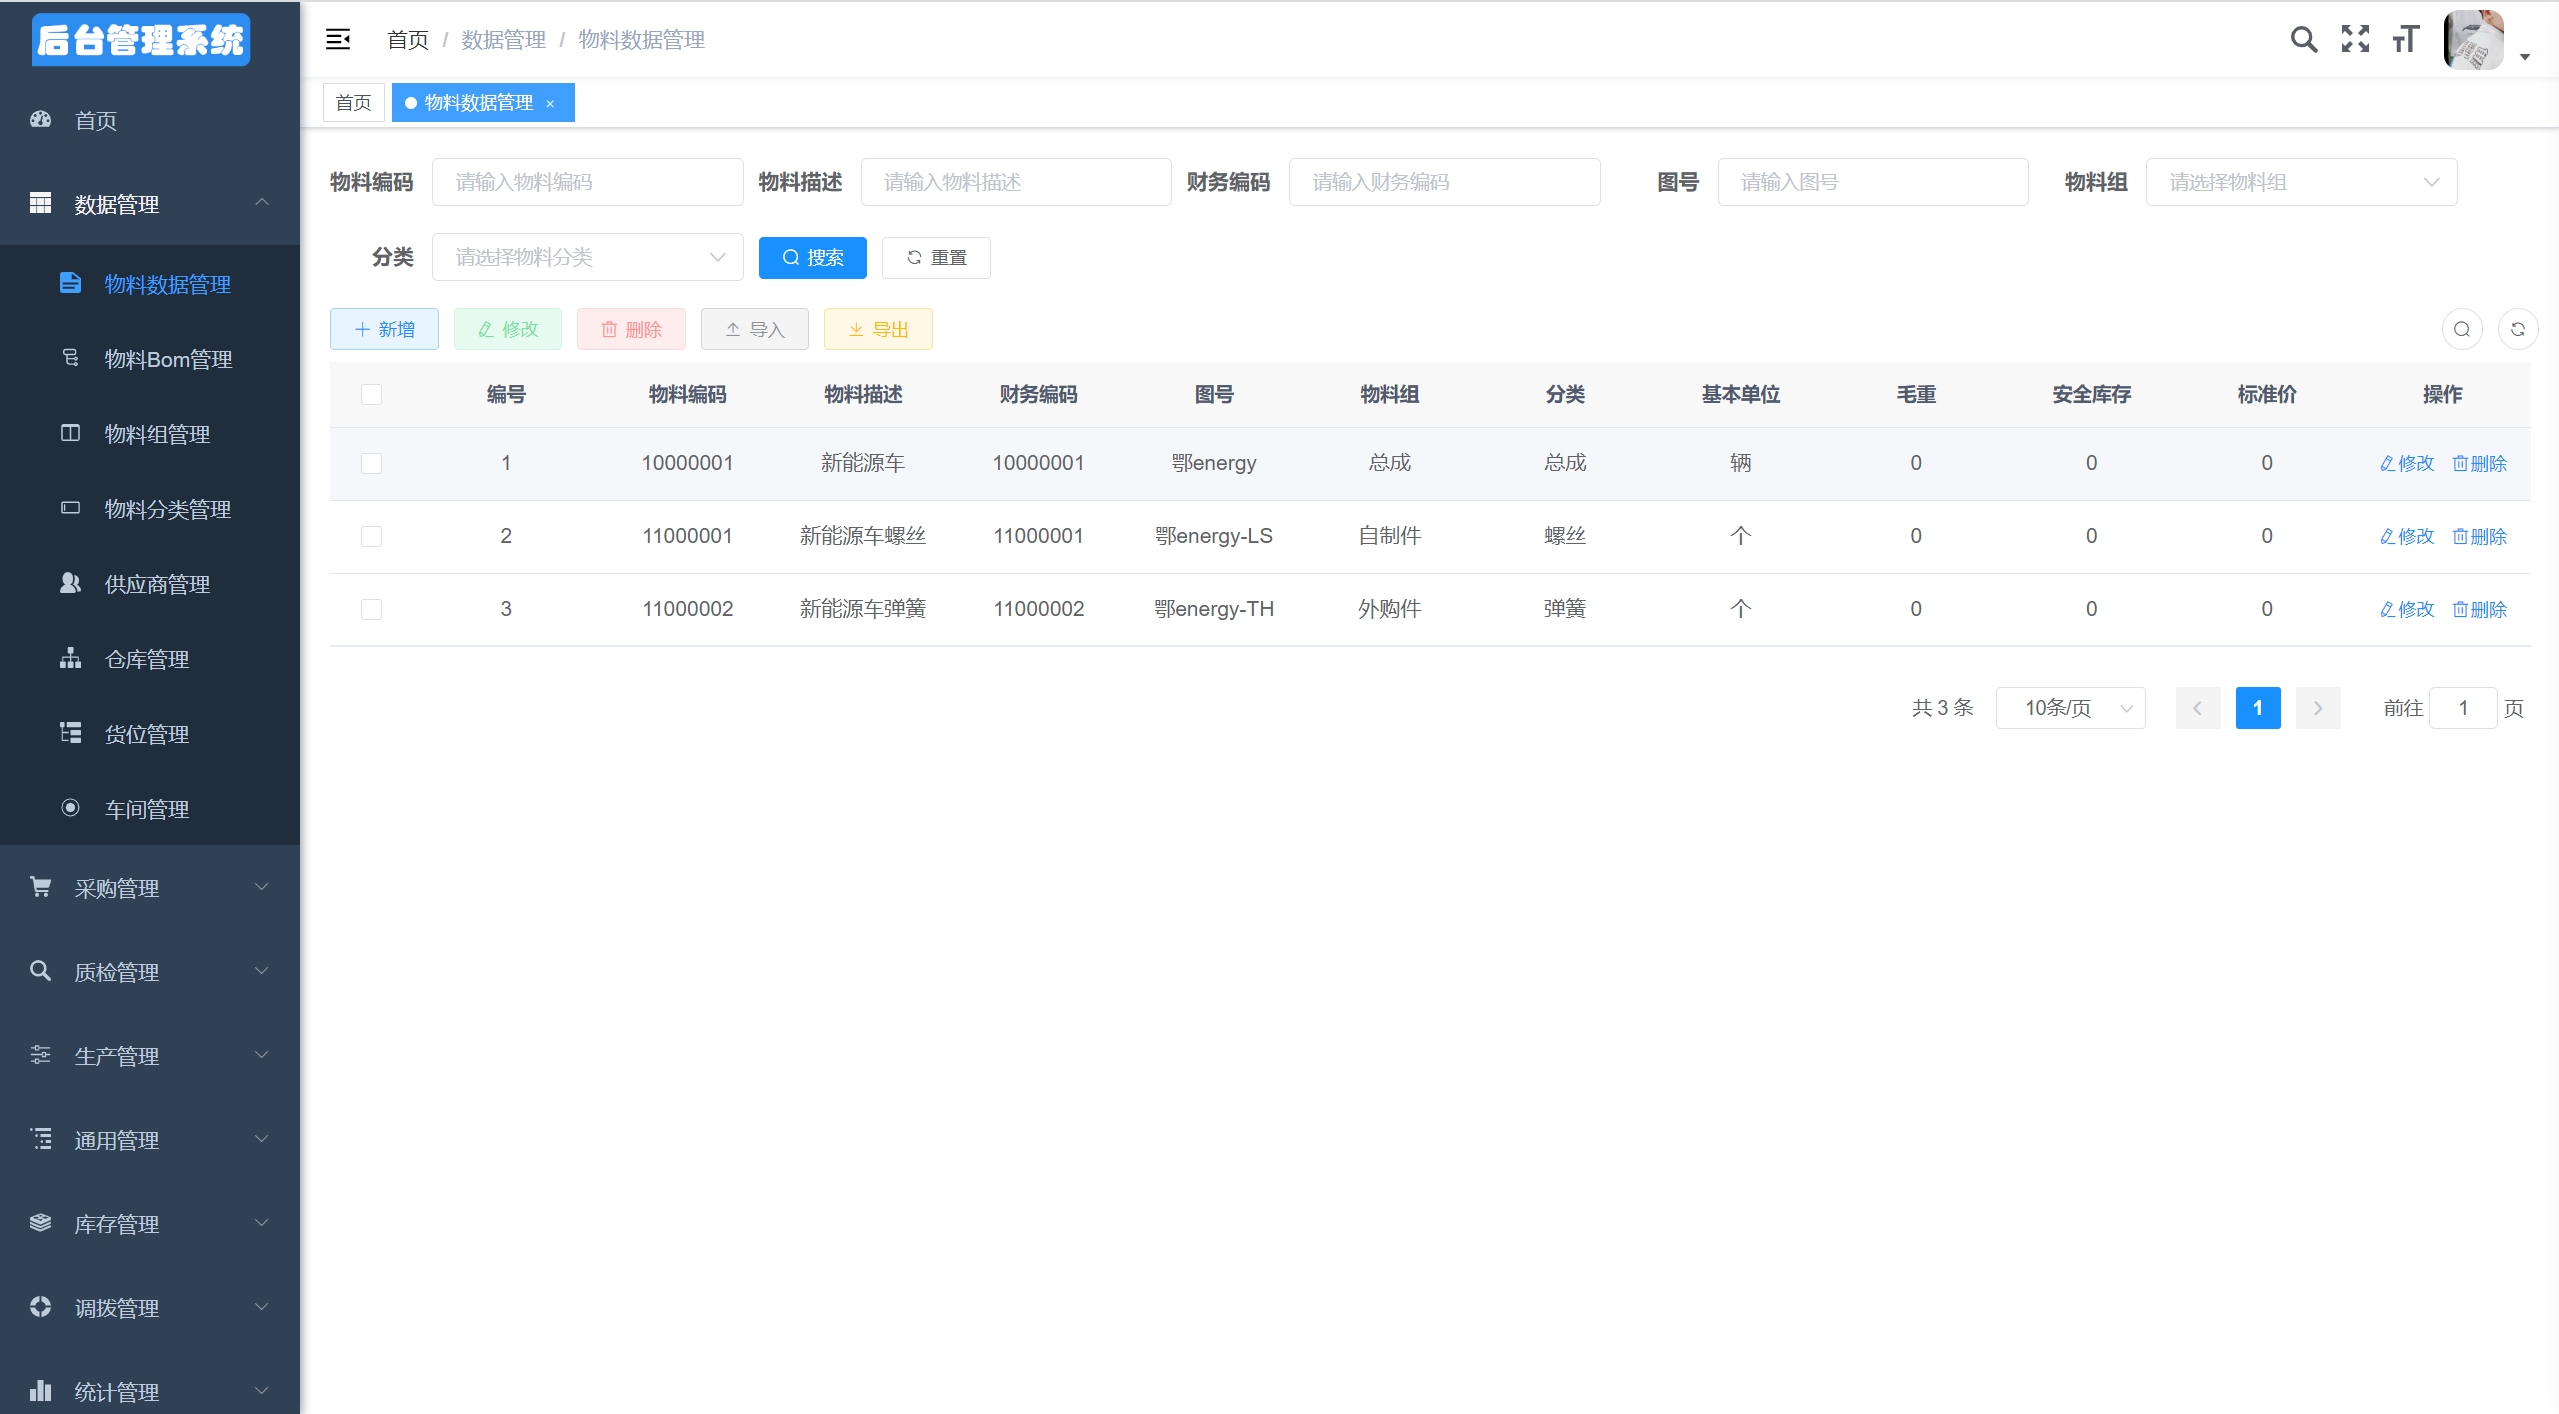 后台管理系统
首页
数据管理
物料数据管理
物料Bom管理
物料组管理
物料分类管理
供应商管理
仓库管理
货位管理
车间管理
采购管理
质检管理
生产管理
通用管理
库存管理
调拨管理
统计管理
首页 / 数据管理 / 物料数据管理
首页 物料数据管理 ×
物料编码 请输入物料编码 物料描述 请输入物料描述 财务编码 请输入财务编码 图号 请输入图号 物料组 请选择物料组
分类 请选择物料分类 搜索 重置
新增 修改 删除 导入 导出
编号 物料编码 物料描述 财务编码 图号 物料组 分类 基本单位 毛重 安全库存 标准价 操作
1 10000001 新能源车 10000001 鄂energy 总成 总成 辆 0 0 0 修改 删除
2 11000001 新能源车螺丝 11000001 鄂energy-LS 自制件 螺丝 个 0 0 0 修改 删除
3 11000002 新能源车弹簧 11000002 鄂energy-TH 外购件 弹簧 个 0 0 0 修改 删除
共 3 条 10条/页 1 前往 1 页